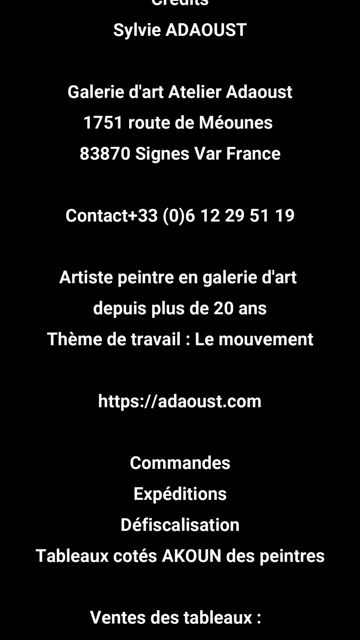 Crédits
Sylvie ADAOUST
Galerie d'art Atelier Adaoust
1751 route de Méounes
83870 Signes Var France
Contact+33 (0)6 12 29 51 19
Artiste peintre en galerie d'art
depuis plus de 20 ans
Thème de travail : Le mouvement
https://adaoust.com
Commandes
Expéditions
Défiscalisation
Tableaux cotés AKOUN des peintres
Ventes des tableaux :